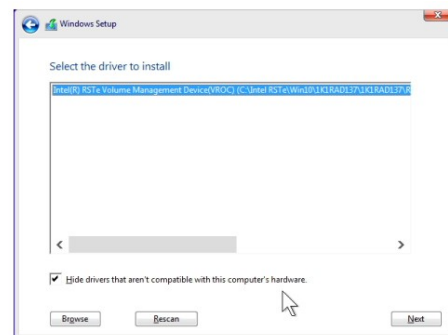 Windows Setup
Select the driver to install
Intel(R) RSTe Volume Management Device(VROC) (C:\Intel RSTe\Win10\1K1RAD137\1K1RAD137\R
Hide drivers that aren't compatible with this computer's hardware.
Browse Rescan Next